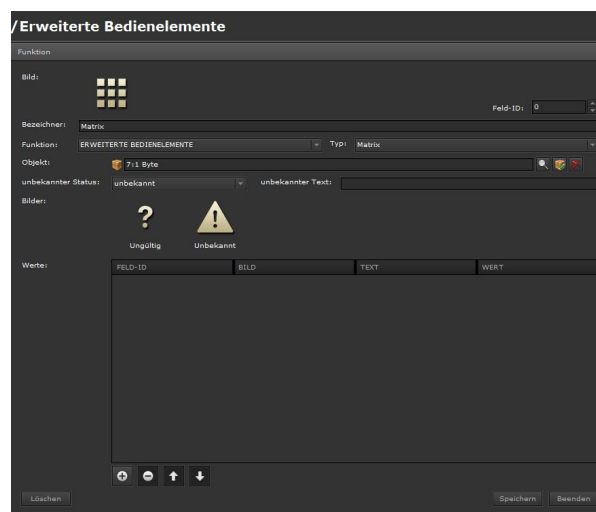 /Erweiterte Bedienelemente
Funktion
Bild:
Feld-ID: 0
Bezeichner: Matrix
Funktion: ERWEITERTE BEDIENELEMENTE Typ: Matrix
Objekt: 7:1 Byte
unbekannter Status: unbekannt unbekannter Text:
Bilder:
Ungültig Unbekannt
Werte: FELD-ID BILD TEXT WERT
Löschen Speichern Beenden